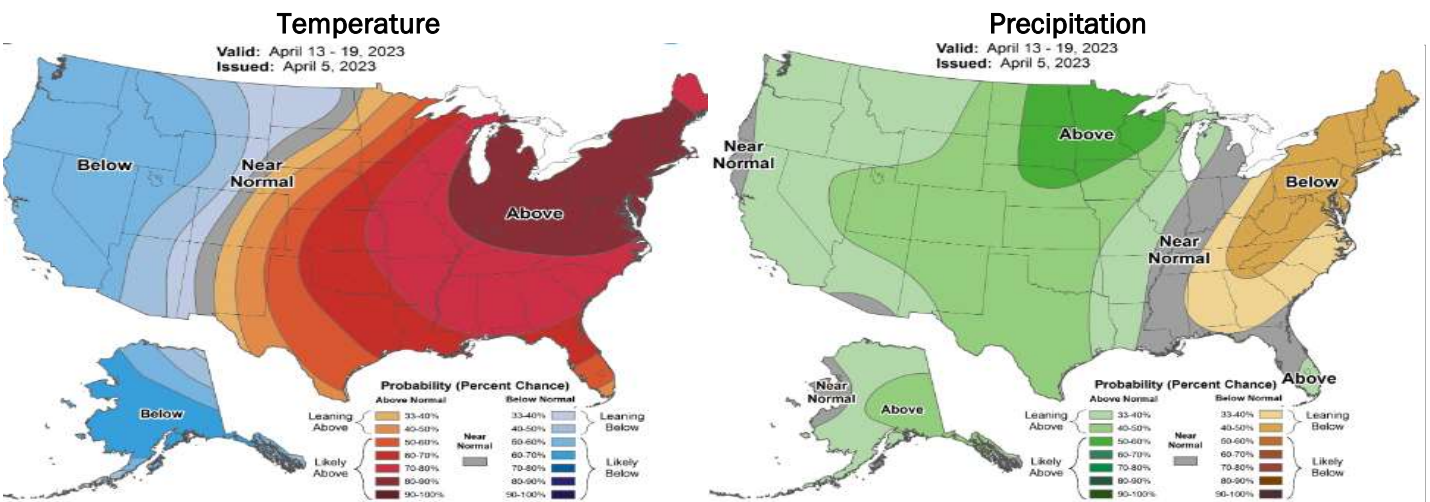 Temperature
Valid: April 13 - 19, 2023
Issued: April 5, 2023
Below
Near
Normal
Above
Below
Probability (Percent Chance)
Above Normal
Below Normal
Leaning
Above
33-40%
40-50%
Likely
Above
50-60%
60-70%
70-80%
80-90%
90-100%
Near
Normal
33-40%
40-50%
Leaning
Below
50-60%
60-70%
70-80%
80-90%
90-100%
Likely
Below
Precipitation
Valid: April 13 - 19, 2023
Issued: April 5, 2023
Near
Normal
Above
Below
Near
Normal
Above
Near
Normal
Above
Probability (Percent Chance)
Above Normal
Below Normal
Leaning
Above
33-40%
40-50%
Likely
Above
50-60%
60-70%
70-80%
80-90%
90-100%
Near
Normal
33-40%
40-50%
Leaning
Below
50-60%
60-70%
70-80%
80-90%
90-100%
Likely
Below